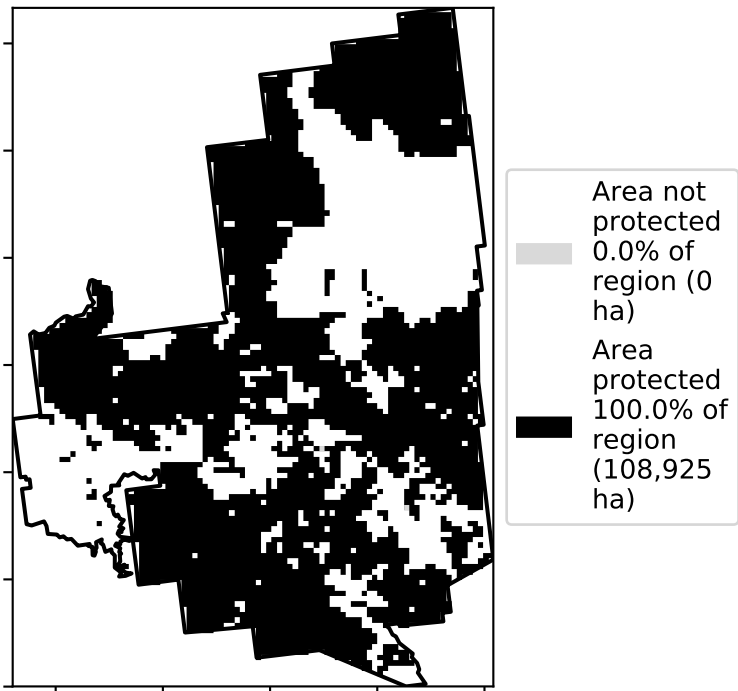 Area not
protected
0.0% of
region (0
ha)
Area
protected
100.0% of
region
(108,925
ha)